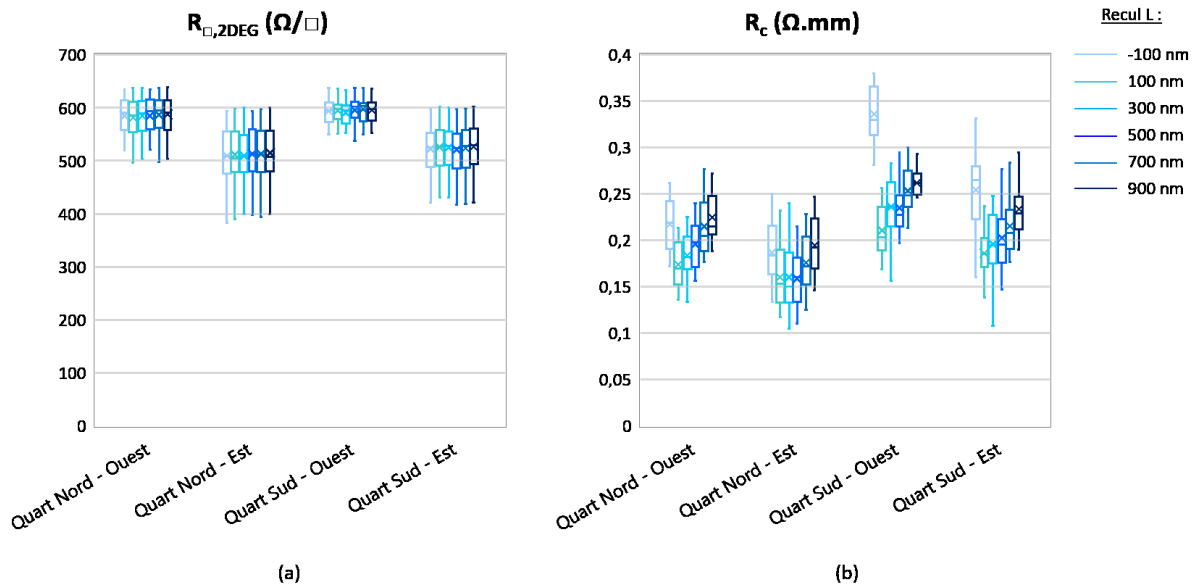 R□,2DEG (Ω/□)
700
600
500
400
300
200
100
0
Quart Nord - Ouest
Quart Nord - Est
Quart Sud - Ouest
Quart Sud - Est
(a)
Rc (Ω.mm)
0,4
0,35
0,3
0,25
0,2
0,15
0,1
0,05
0
Quart Nord - Ouest
Quart Nord - Est
Quart Sud - Ouest
Quart Sud - Est
(b)
Recul L :
-100 nm
100 nm
300 nm
500 nm
700 nm
900 nm